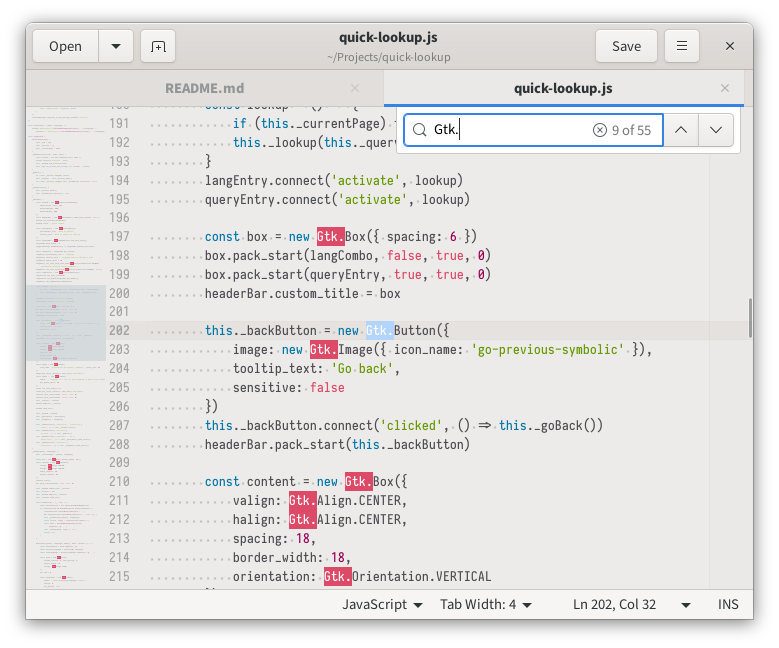 Open
quick-lookup.js
~/Projects/quick-lookup
Save
README.md
quick-lookup.js
Gtk.
9 of 55
191 if (this._currentPage)
192 this._lookup(this._query
193 }
194 langEntry.connect('activate', lookup)
195 queryEntry.connect('activate', lookup)
196
197 const box = new Gtk.Box({ spacing: 6 })
198 box.pack_start(langCombo, false, true, 0)
199 box.pack_start(queryEntry, true, true, 0)
200 headerBar.custom_title = box
201
202 this._backButton = new Gtk.Button({
203 image: new Gtk.Image({ icon_name: 'go-previous-symbolic' }),
204 tooltip_text: 'Go back',
205 sensitive: false
206 })
207 this._backButton.connect('clicked', () => this._goBack())
208 headerBar.pack_start(this._backButton)
209
210 const content = new Gtk.Box({
211 valign: Gtk.Align.CENTER,
212 halign: Gtk.Align.CENTER,
213 spacing: 18,
214 border_width: 18,
215 orientation: Gtk.Orientation.VERTICAL
JavaScript
Tab Width: 4
Ln 202, Col 32
INS